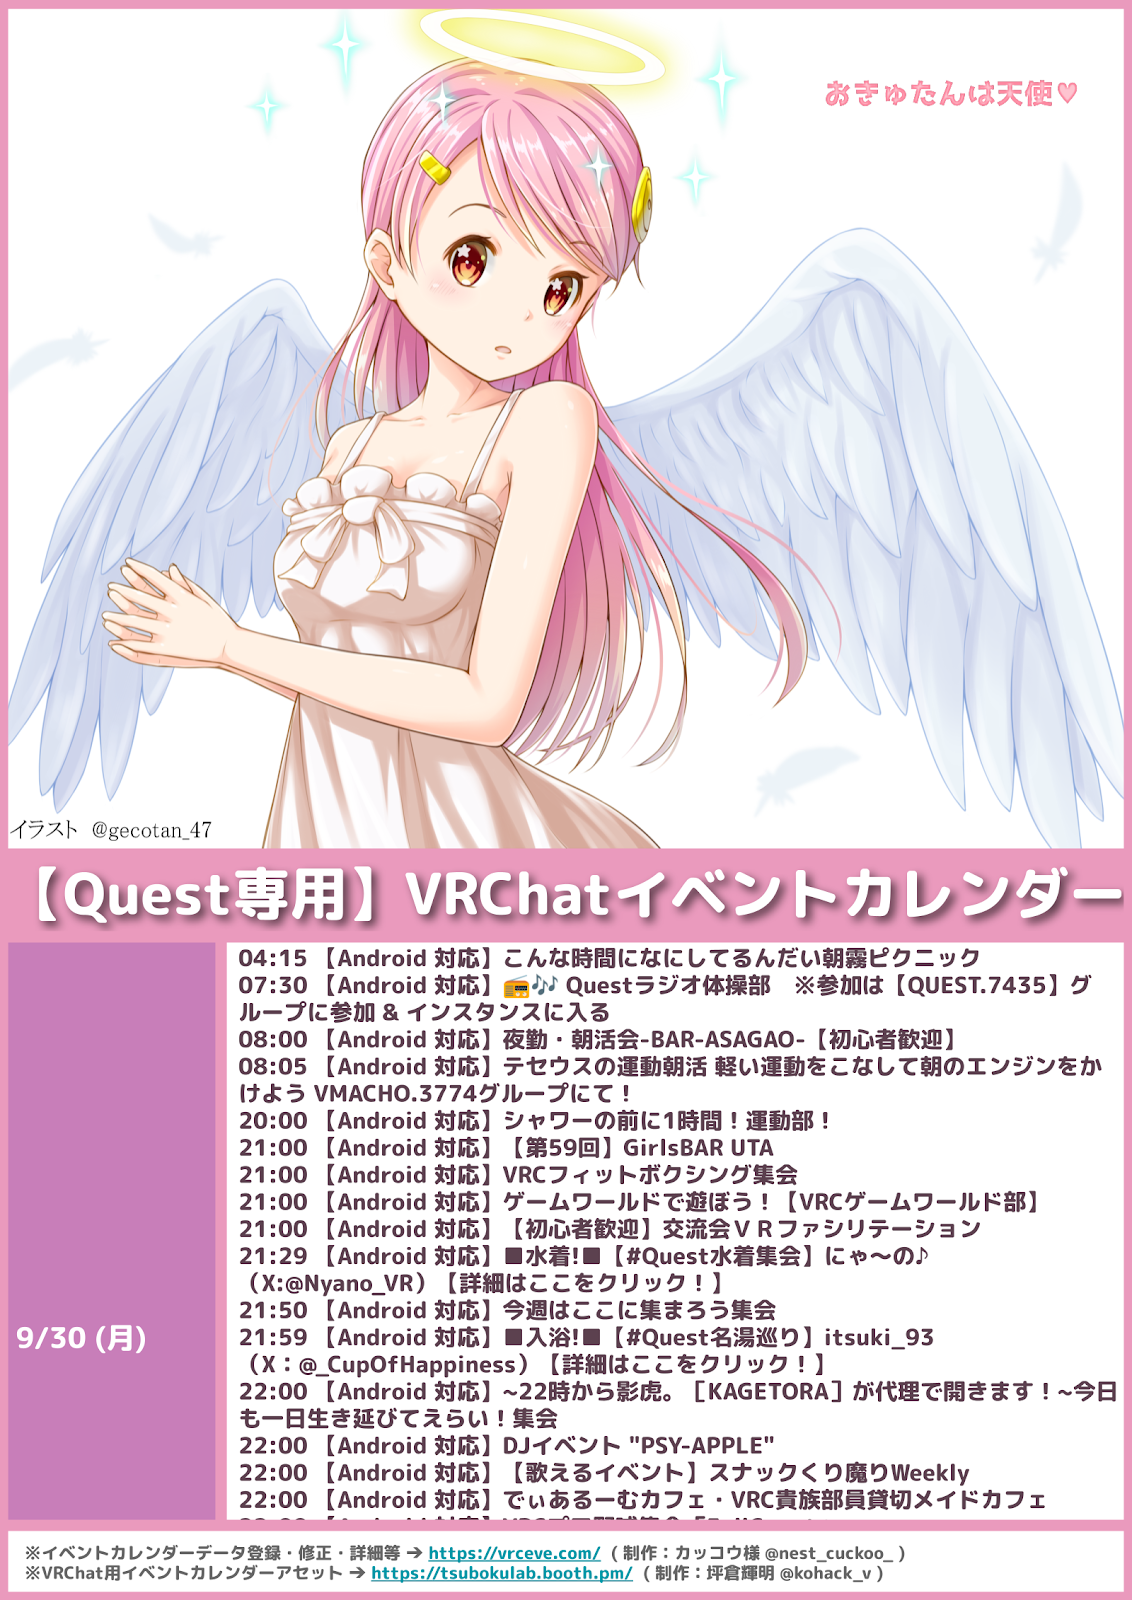 おきゅたんは天使♥
イラスト @gecotan_47
【Quest専用】VRChatイベントカレンダー
9/30 (月)
04:15 【Android 対応】こんな時間になにしてるんだい朝霧ピクニック
07:30 【Android 対応】📻🎶 Questラジオ体操部　※参加は【QUEST.7435】グ
ループに参加 & インスタンスに入る
08:00 【Android 対応】夜勤・朝活会-BAR-ASAGAO-【初心者歓迎】
08:05 【Android 対応】テセウスの運動朝活 軽い運動をこなして朝のエンジンをか
けよう VMACHO.3774グループにて！
20:00 【Android 対応】シャワーの前に1時間！運動部！
21:00 【Android 対応】【第59回】GirlsBAR UTA
21:00 【Android 対応】VRCフィットボクシング集会
21:00 【Android 対応】ゲームワールドで遊ぼう！【VRCゲームワールド部】
21:00 【Android 対応】【初心者歓迎】交流会ＶＲファシリテーション
21:29 【Android 対応】■水着!■【#Quest水着集会】にゃ～の♪
（X:@Nyano_VR）【詳細はここをクリック！】
21:50 【Android 対応】今週はここに集まろう集会
21:59 【Android 対応】■入浴!■【#Quest名湯巡り】itsuki_93
（X：@_CupOfHappiness）【詳細はここをクリック！】
22:00 【Android 対応】~22時から影虎。［KAGETORA］が代理で開きます！~今日
も一日生き延びてえらい！集会
22:00 【Android 対応】DJイベント "PSY-APPLE"
22:00 【Android 対応】【歌えるイベント】スナックくり魔りWeekly
22:00 【Android 対応】でぃあるーむカフェ・VRC貴族部員貸切メイドカフェ
※イベントカレンダーデータ登録・修正・詳細等 → https://vrceve.com/ （ 制作：カッコウ様 @nest_cuckoo_ ）
※VRChat用イベントカレンダーアセット → https://tsubokulab.booth.pm/ （ 制作：坪倉輝明 @kohack_v ）